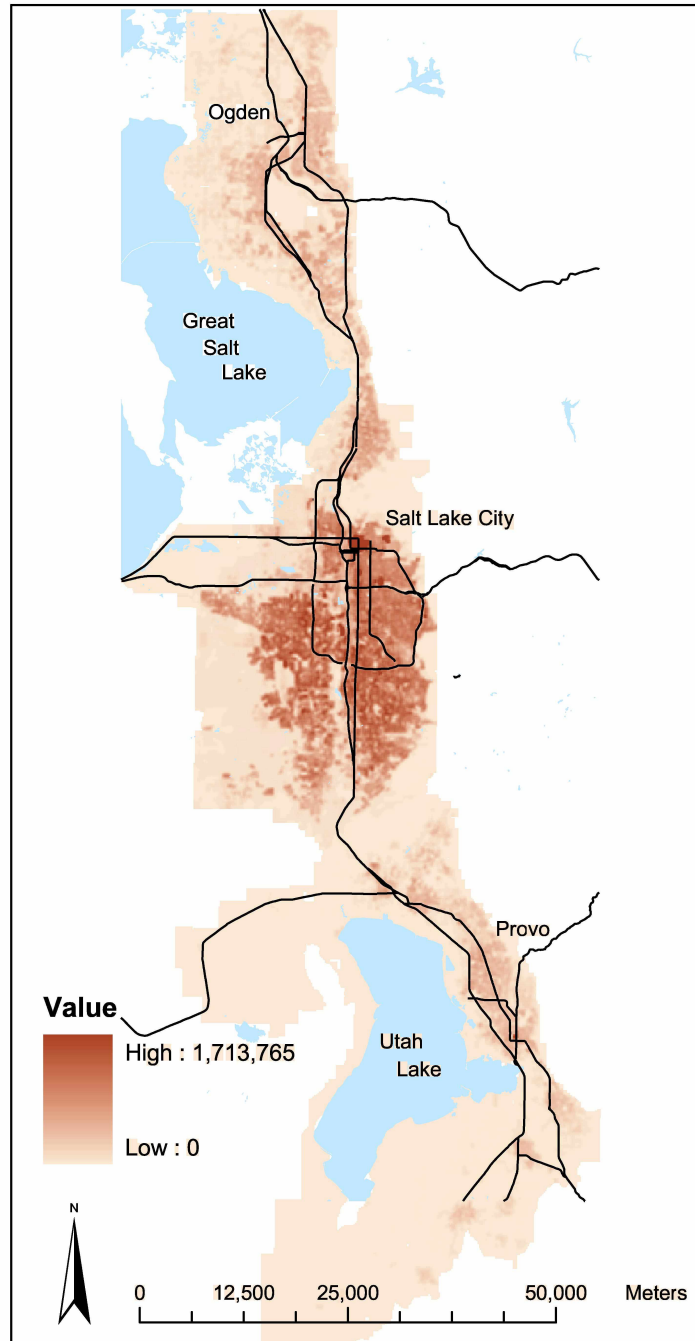 Ogden
Great
Salt
Lake
Salt Lake City
Provo
Utah
Lake
Value
High : 1,713,765
Low : 0
N
0 12,500 25,000 50,000 Meters